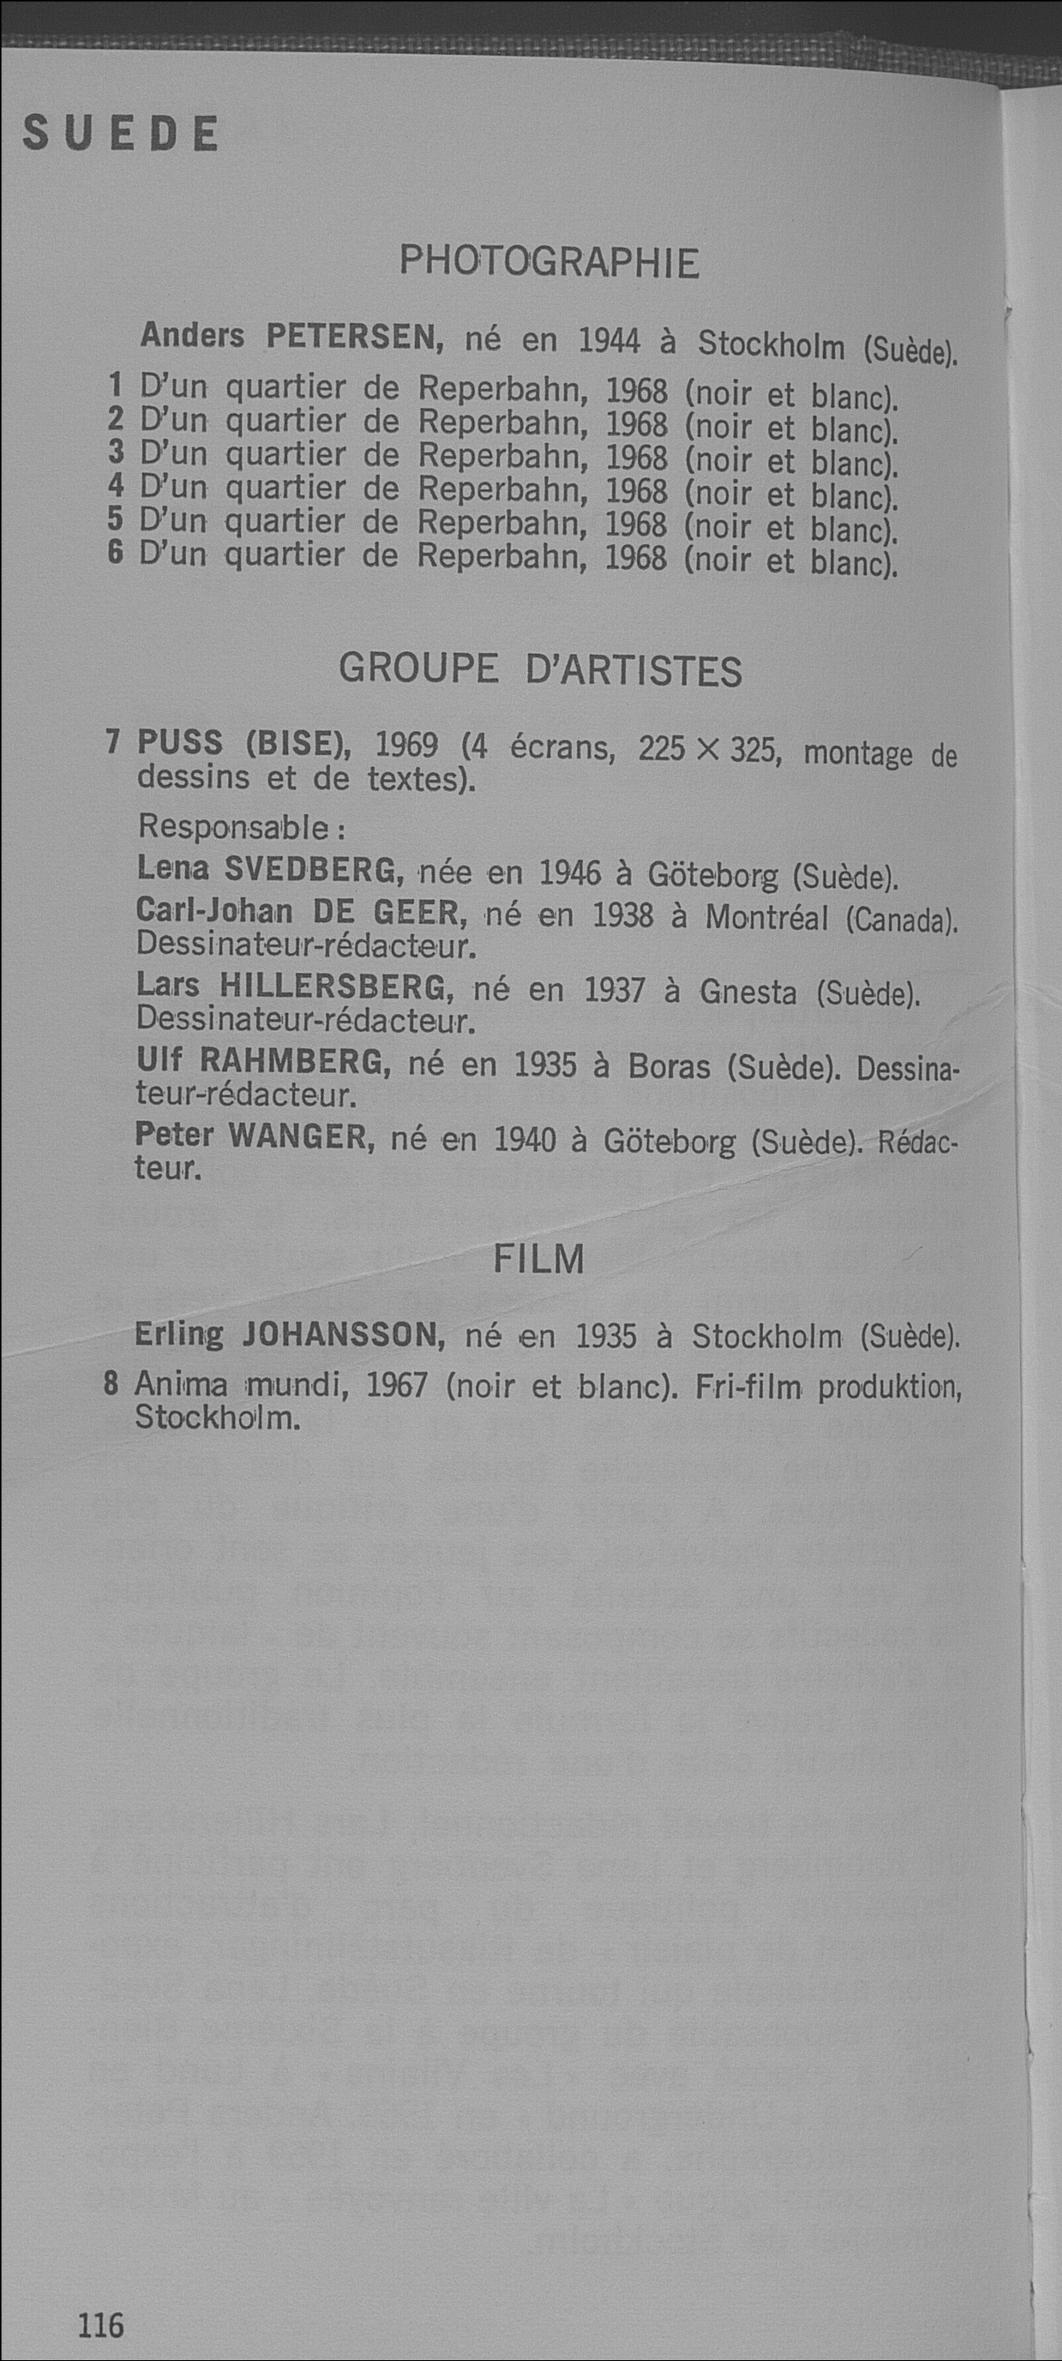 SUEDE
PHOTOGRAPHIE
Anders PETERSEN, né en 1944 à Stockholm (Suède).
1 D'un quartier de Reperbahn, 1968 (noir et blanc).
2 D'un quartier de Reperbahn, 1968 (noir et blanc).
3 D'un quartier de Reperbahn, 1968 (noir et blanc).
4 D'un quartier de Reperbahn, 1968 (noir et blanc).
5 D'un quartier de Reperbahn, 1968 (noir et blanc).
6 D'un quartier de Reperbahn, 1968 (noir et blanc).
GROUPE D'ARTISTES
7 PUSS (BISE), 1969 (4 écrans, 225 × 325, montage de
dessins et de textes).
Responsable :
Lena SVEDBERG, née en 1946 à Göteborg (Suède).
Carl-Johan DE GEER, né en 1938 à Montréal (Canada).
Dessinateur-rédacteur.
Lars HILLERSBERG, né en 1937 à Gnesta (Suède).
Dessinateur-rédacteur.
Ulf RAHMBERG, né en 1935 à Boras (Suède). Dessina-
teur-rédacteur.
Peter WANGER, né en 1940 à Göteborg (Suède). Rédac-
teur.
FILM
Erling JOHANSSON, né en 1935 à Stockholm (Suède).
8 Anima mundi, 1967 (noir et blanc). Fri-film produktion,
Stockholm.
116